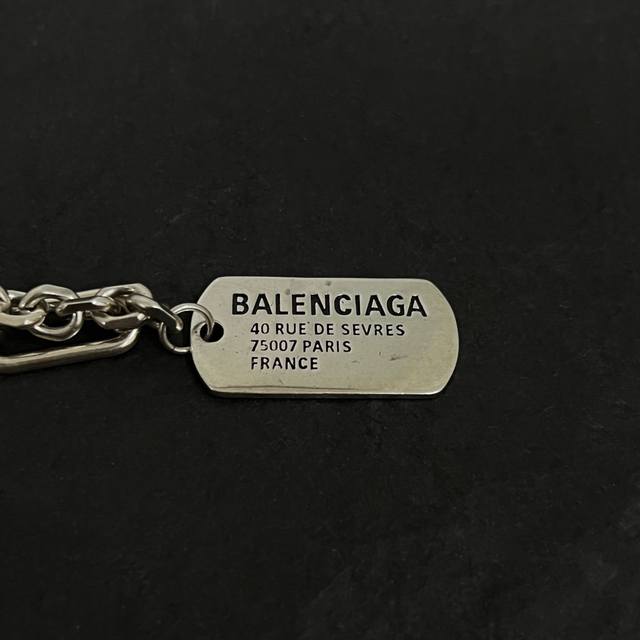 BALENCIAGA
40 RUE DE SEVRES
75007 PARIS
FRANCE